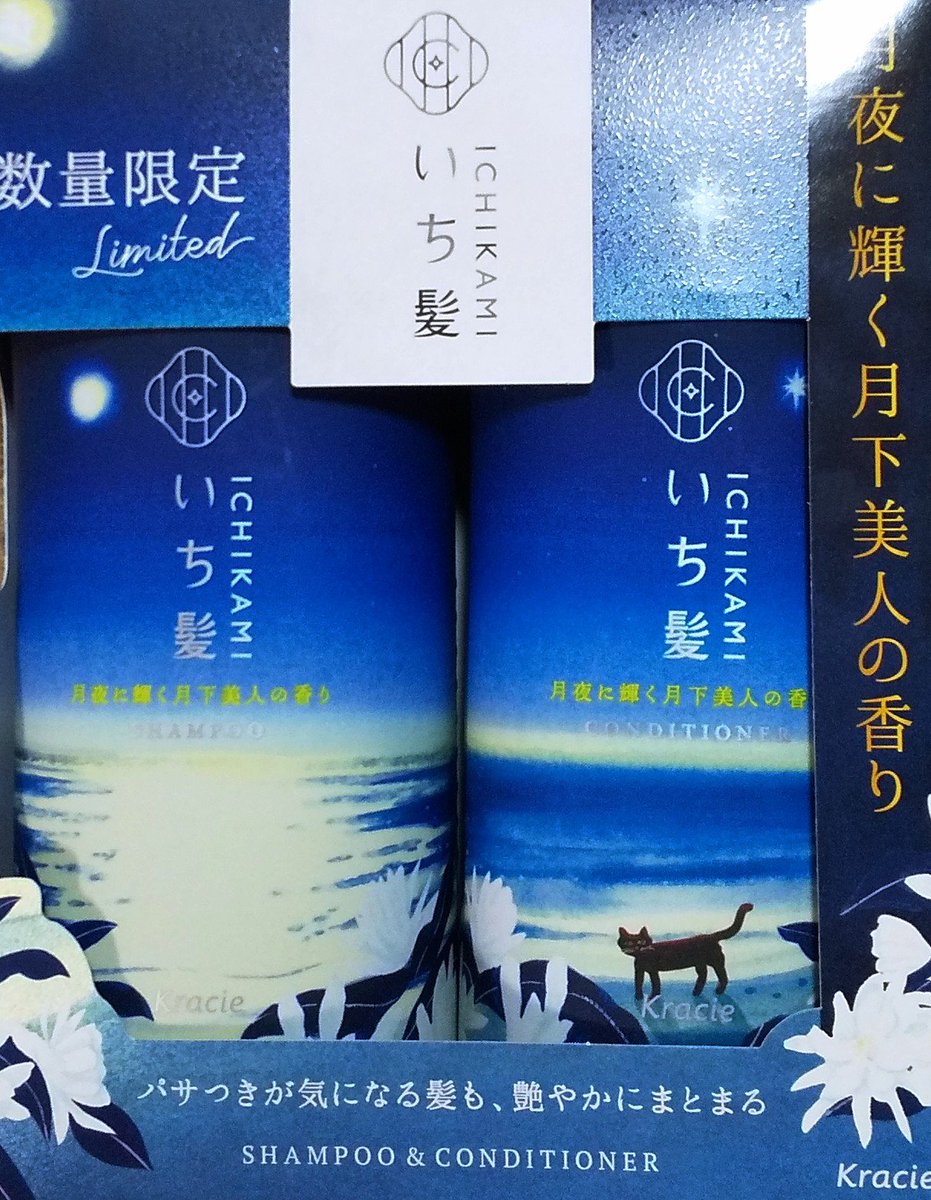 数量限定
Limited
いち髪
ICHIKAMI
月夜に輝く月下美人の香り
いち髪
ICHIKAMI
月夜に輝く月下美人の香り
SHAMPOO
Kracie
いち髪
ICHIKAMI
月夜に輝く月下美人の香
CONDITIONER
Kracie
パサつきが気になる髪も、艶やかにまとまる
SHAMPOO & CONDITIONER
Kracie